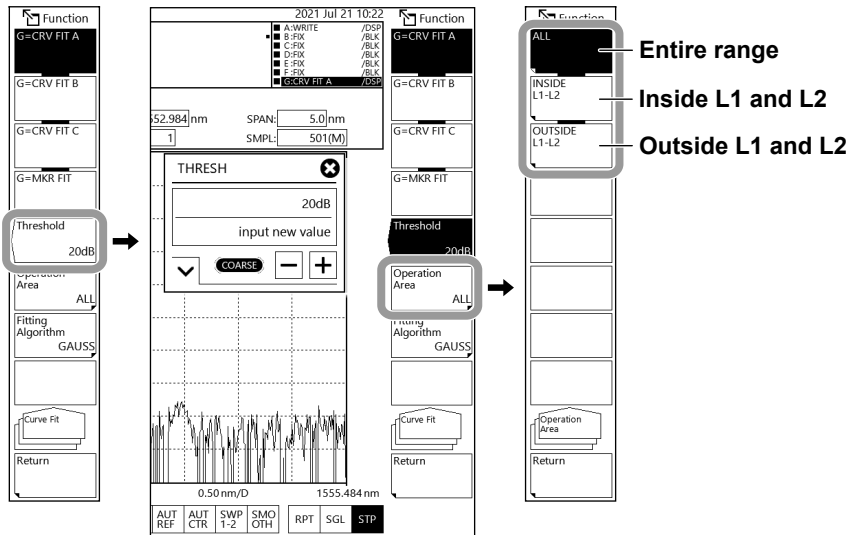 Function
G=CRV FIT A
G=CRV FIT B
G=CRV FIT C
G=MKR FIT
Threshold
20dB
Operation
Area
ALL
Fitting
Algorithm
GAUSS
Curve Fit
Return
2021 Jul 21 10:22
A:WRITE /DSP
B:FIX /BLK
C:FIX /BLK
D:FIX /BLK
E:FIX /BLK
F:FIX /BLK
G:CRV FIT A /DSP
552.984 nm SPAN: 5.0 nm
1 SMPL: 501(M)
THRESH
20dB
input new value
COARSE
0.50nm/D 1555.484nm
AUT REF
AUT CTR
SWP 1-2
SMO OTH
RPT
SGL
STP
Function
G=CRV FIT A
G=CRV FIT B
G=CRV FIT C
G=MKR FIT
Threshold
20dB
Operation
Area
ALL
Fitting
Algorithm
GAUSS
Curve Fit
Return
Function
ALL
INSIDE
L1-L2
OUTSIDE
L1-L2
Operation
Area
Return
Entire range
Inside L1 and L2
Outside L1 and L2